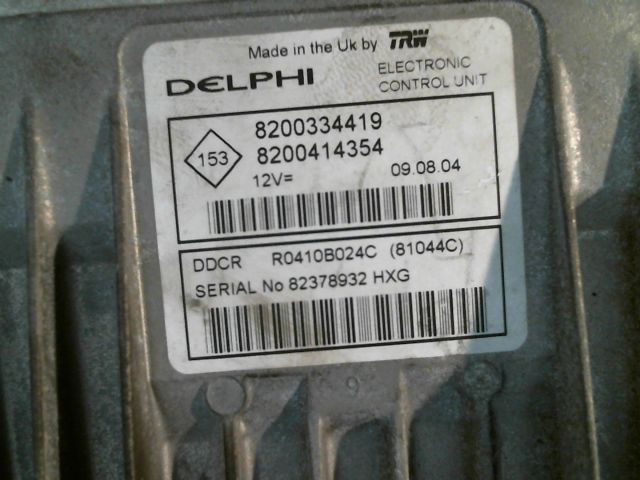 Made in the Uk by TRW
DELPHI
ELECTRONIC
CONTROL UNIT
153
8200334419
8200414354
12V= 09.08.04
DDCR R0410B024C (81044C)
SERIAL No 82378932 HXG
9